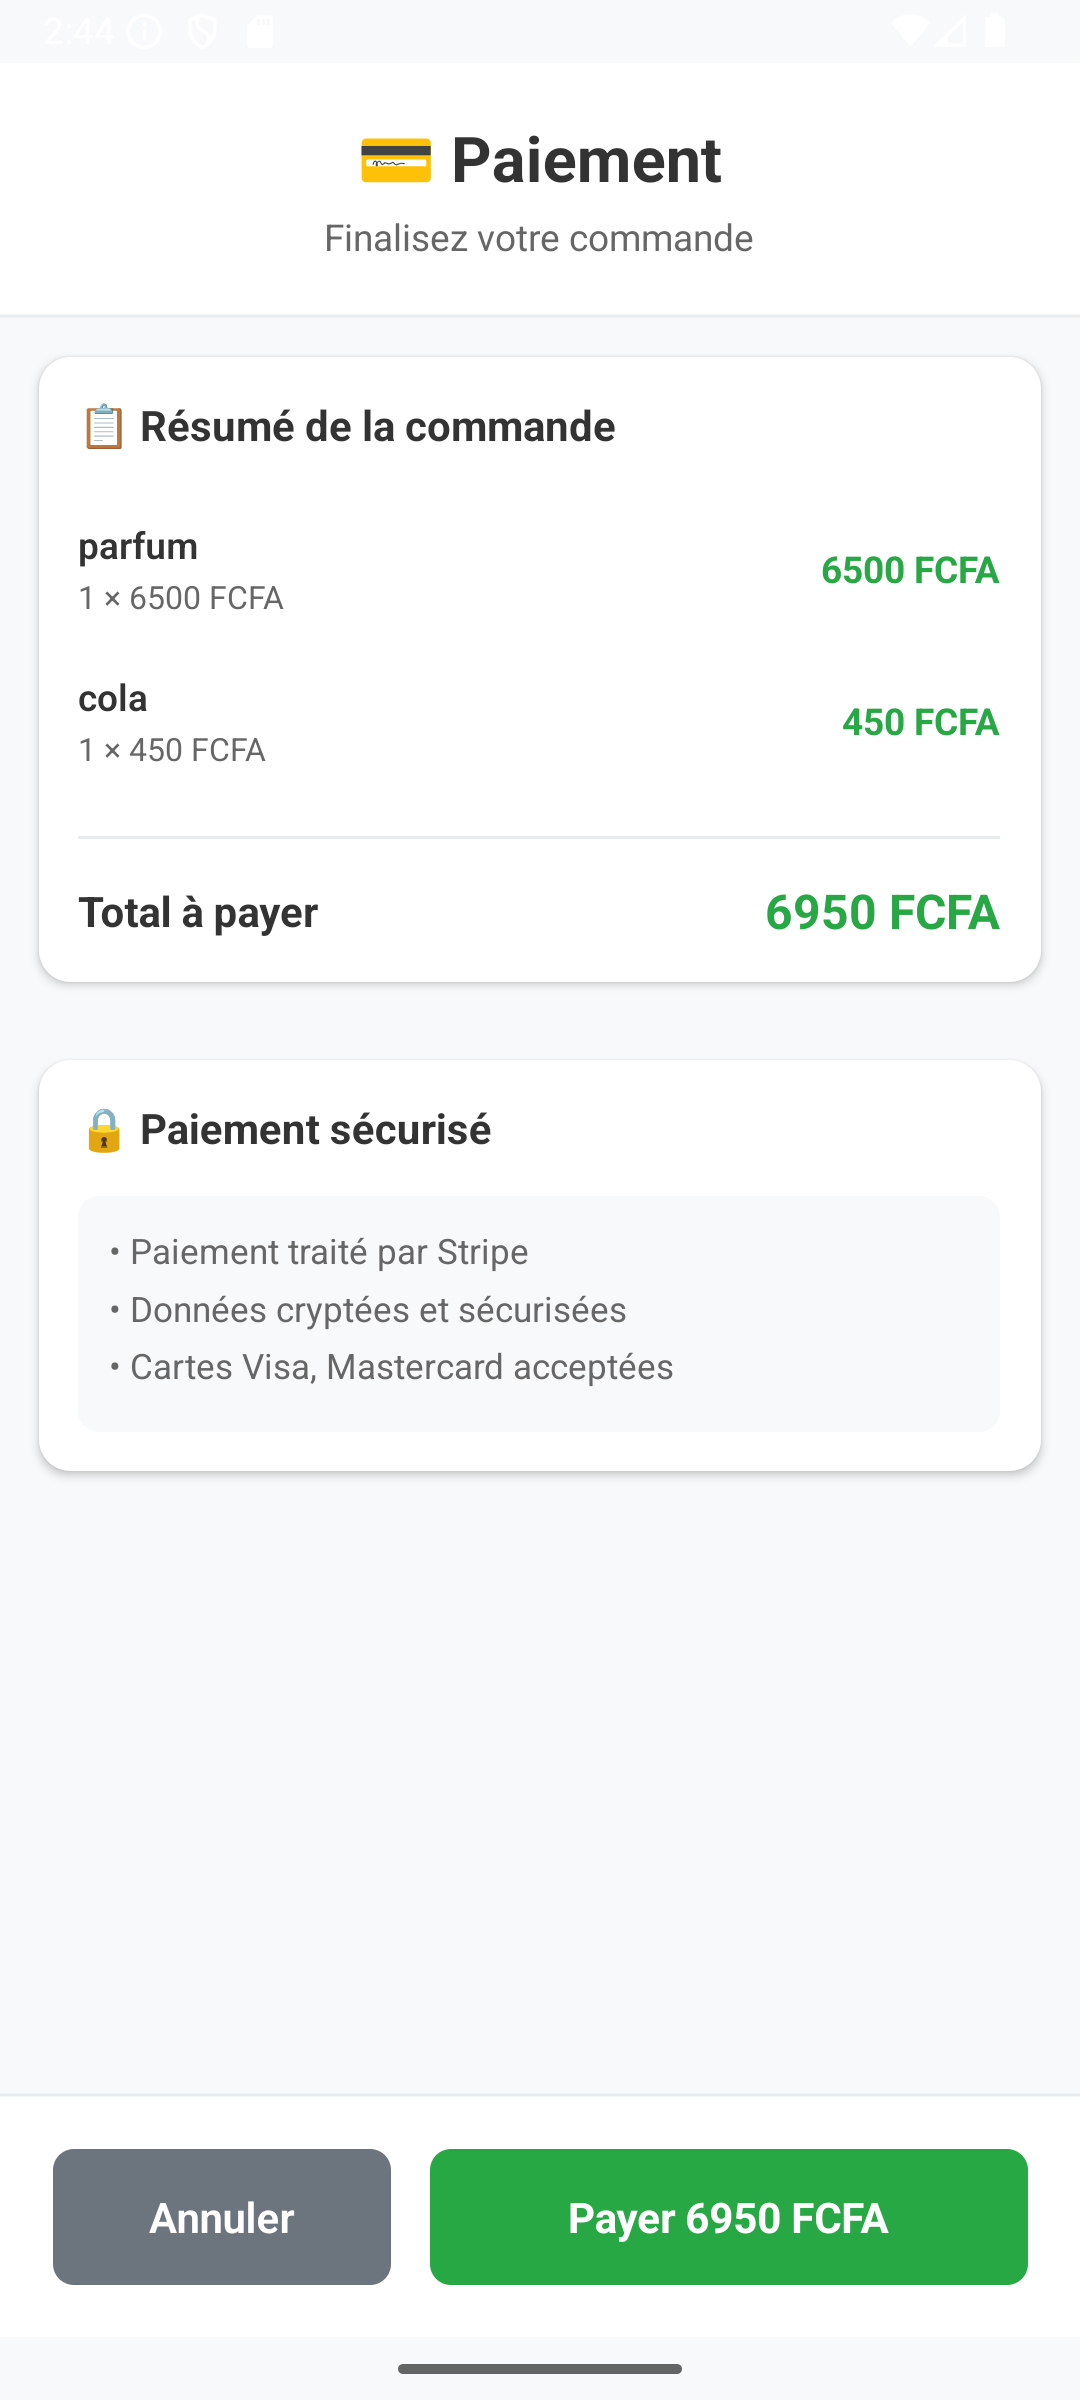 2:44
💳 Paiement
Finalisez votre commande
📋 Résumé de la commande
parfum
1 × 6500 FCFA
6500 FCFA
cola
1 × 450 FCFA
450 FCFA
Total à payer
6950 FCFA
🔒 Paiement sécurisé
• Paiement traité par Stripe
• Données cryptées et sécurisées
• Cartes Visa, Mastercard acceptées
Annuler
Payer 6950 FCFA